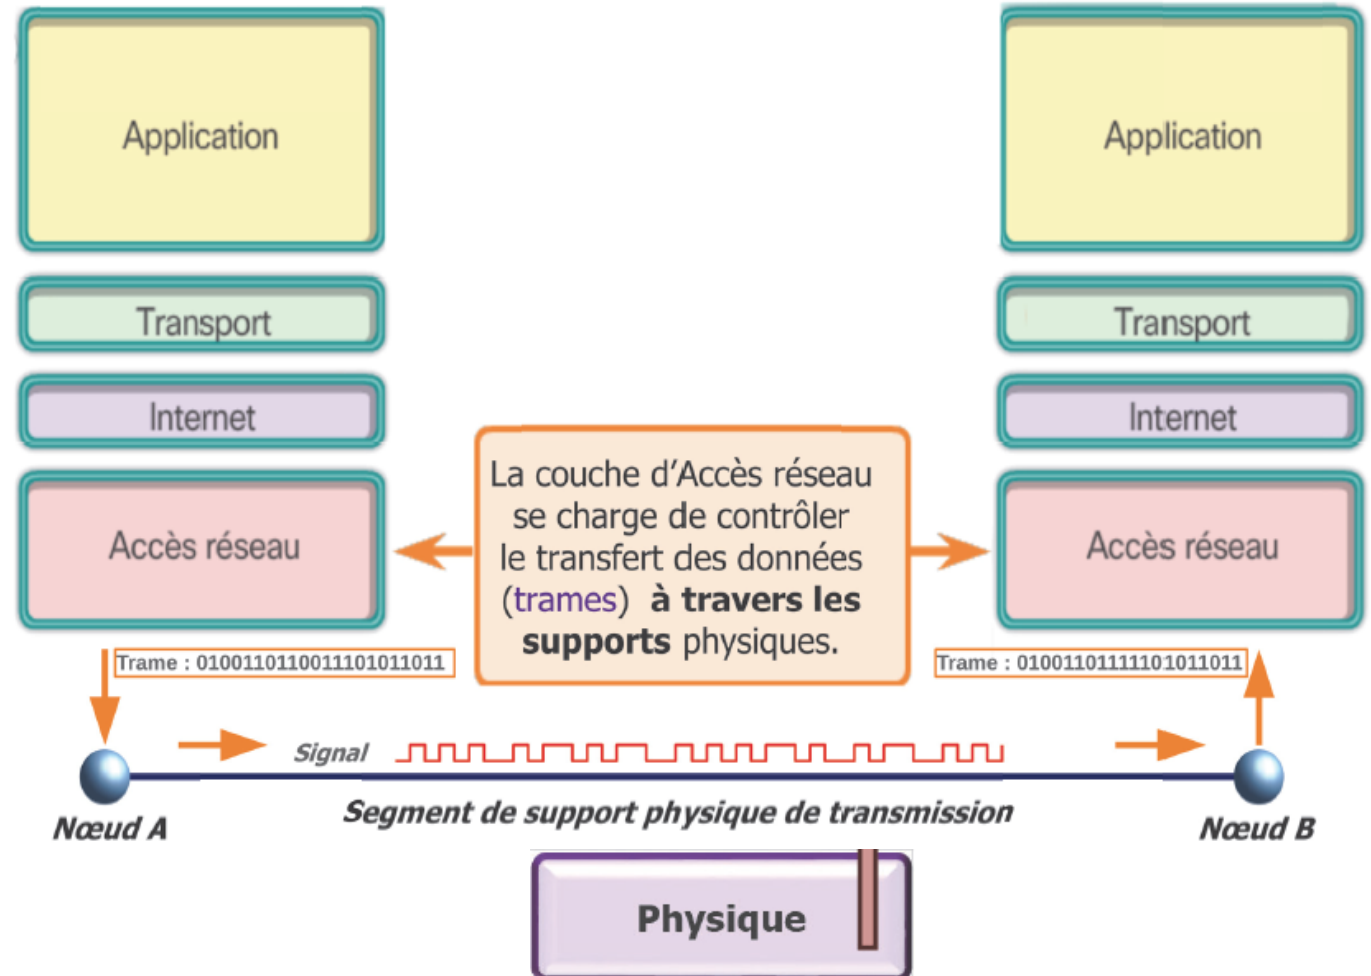 Application
Application
Transport
Transport
Internet
Internet
La couche d'Accès réseau
se charge de contrôler
le transfert des données
(trames) à travers les
supports physiques.
Accès réseau
Accès réseau
Trame : 0100110110011101011011
Trame : 010011011111101011011
Signal
Segment de support physique de transmission
Nœud A
Nœud B
Physique